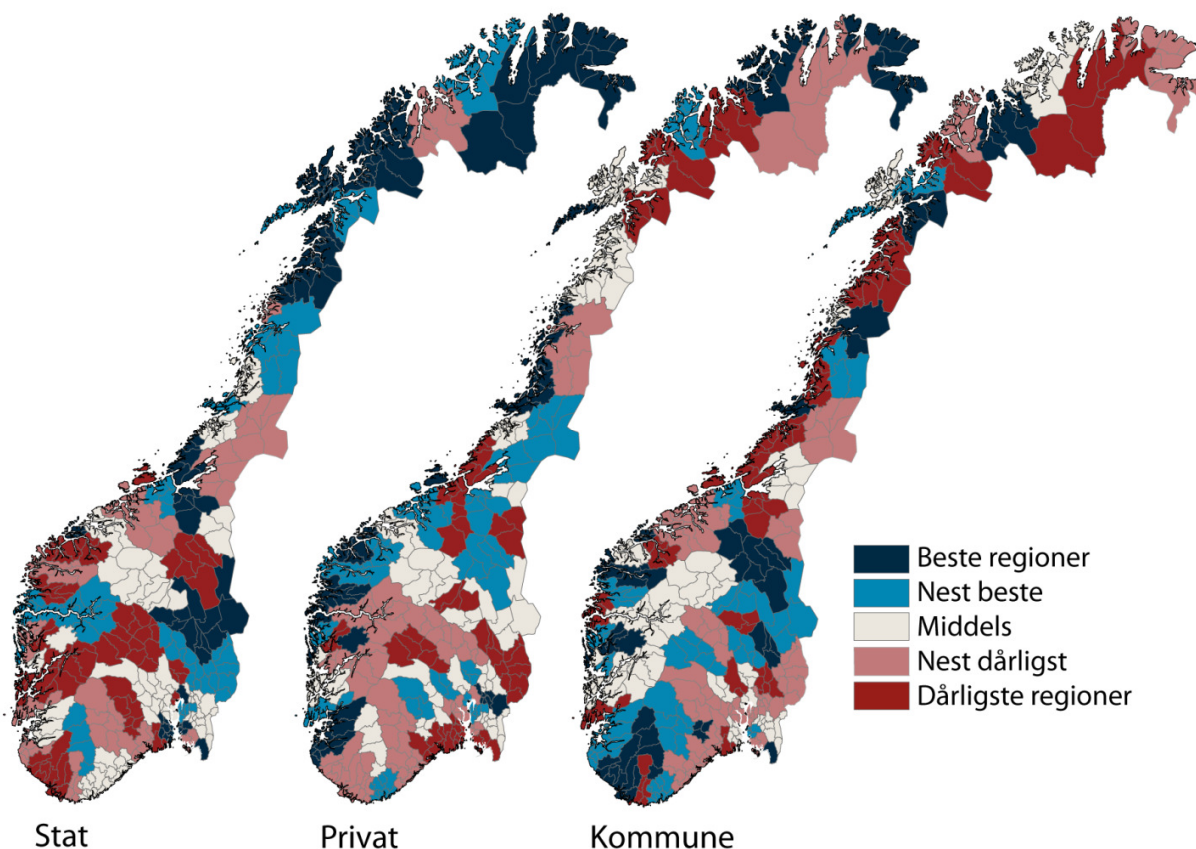 Beste regioner
Nest beste
Middels
Nest dårligst
Dårligste regioner
Stat
Privat
Kommune